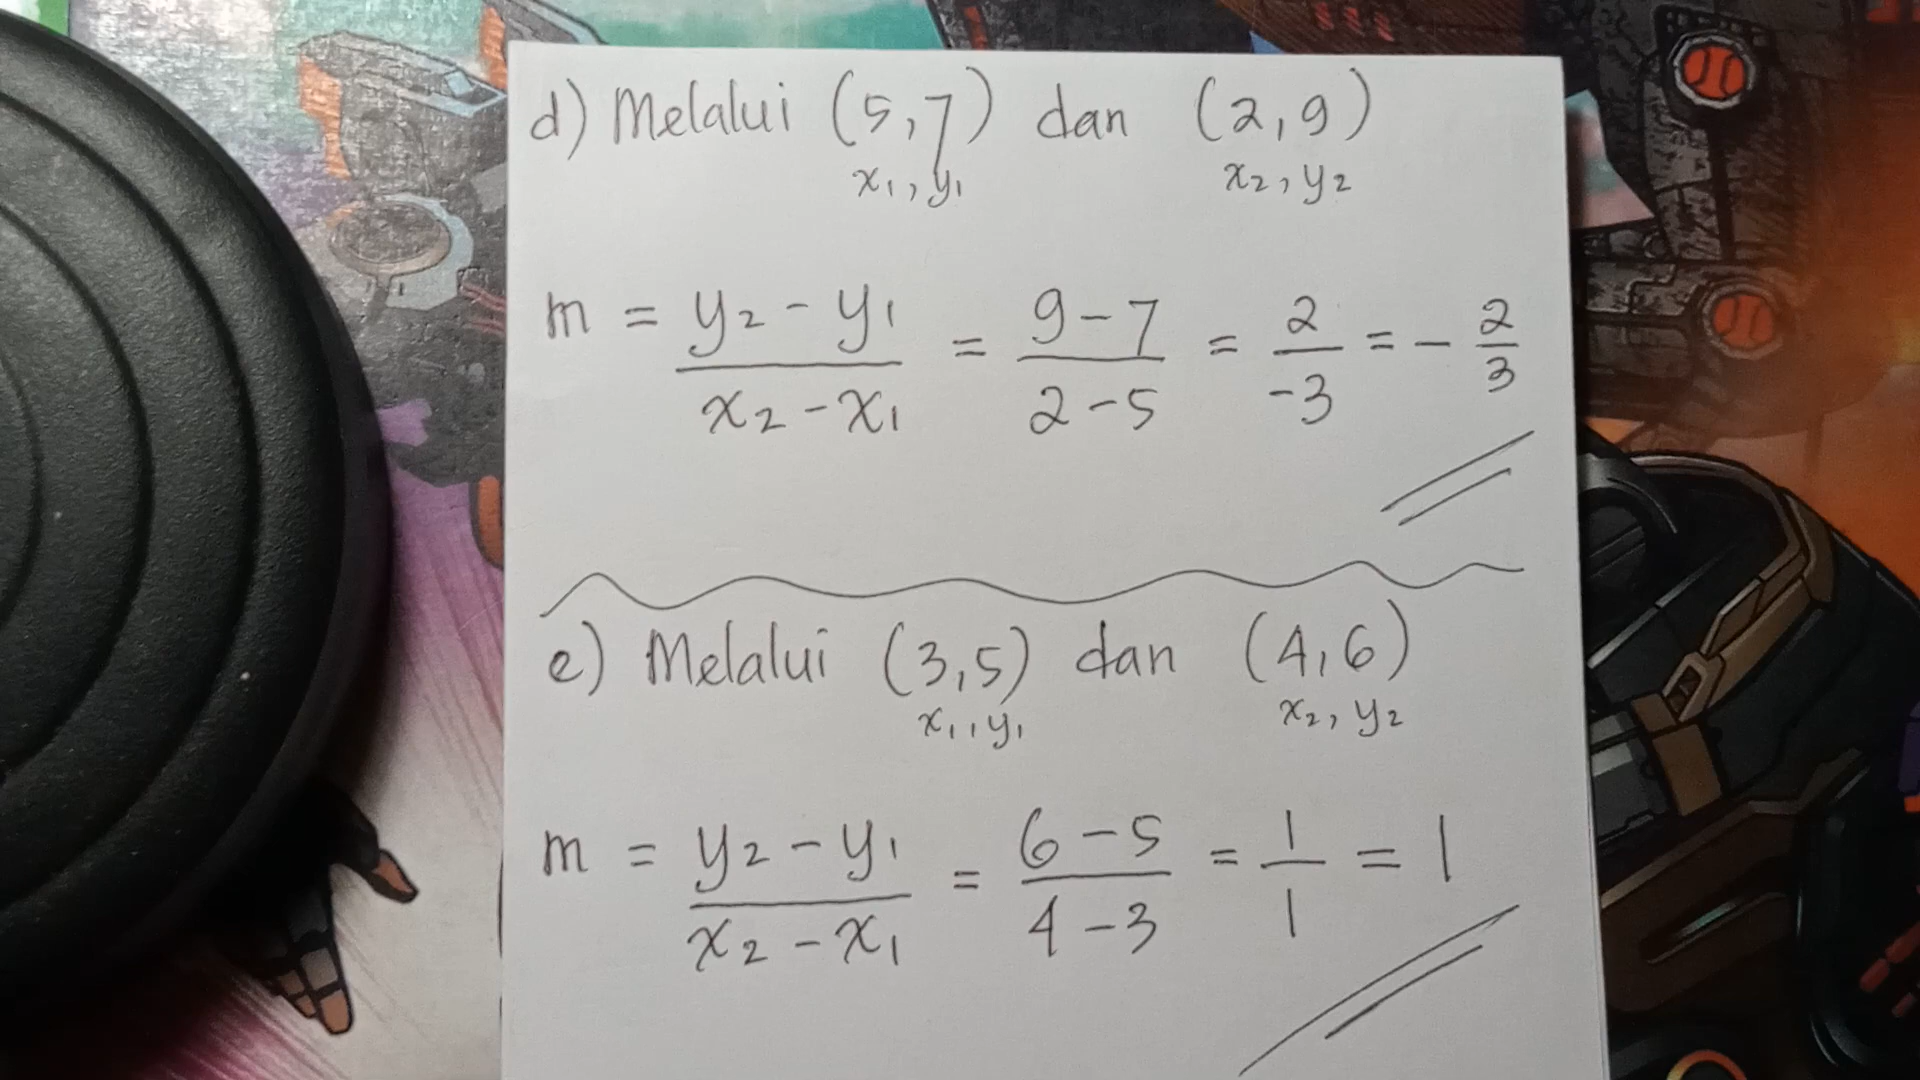 d) Melalui (5,7) dan (2,9)
x₁, y₁ x₂, y₂
m = y₂ - y₁ / x₂ - x₁ = 9 - 7 / 2 - 5 = 2 / -3 = - 2 / 3
e) Melalui (3,5) dan (4,6)
x₁, y₁ x₂, y₂
m = y₂ - y₁ / x₂ - x₁ = 6 - 5 / 4 - 3 = 1 / 1 = 1